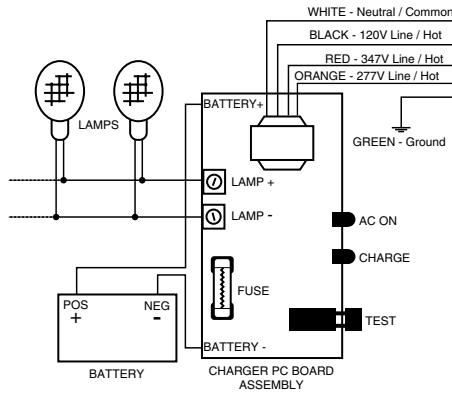 WHITE - Neutral / Common
BLACK - 120V Line / Hot
RED - 347V Line / Hot
ORANGE - 277V Line / Hot
GREEN - Ground
LAMPS
BATTERY+
LAMP +
LAMP -
AC ON
CHARGE
FUSE
TEST
POS
+
NEG
-
BATTERY -
BATTERY
CHARGER PC BOARD
ASSEMBLY